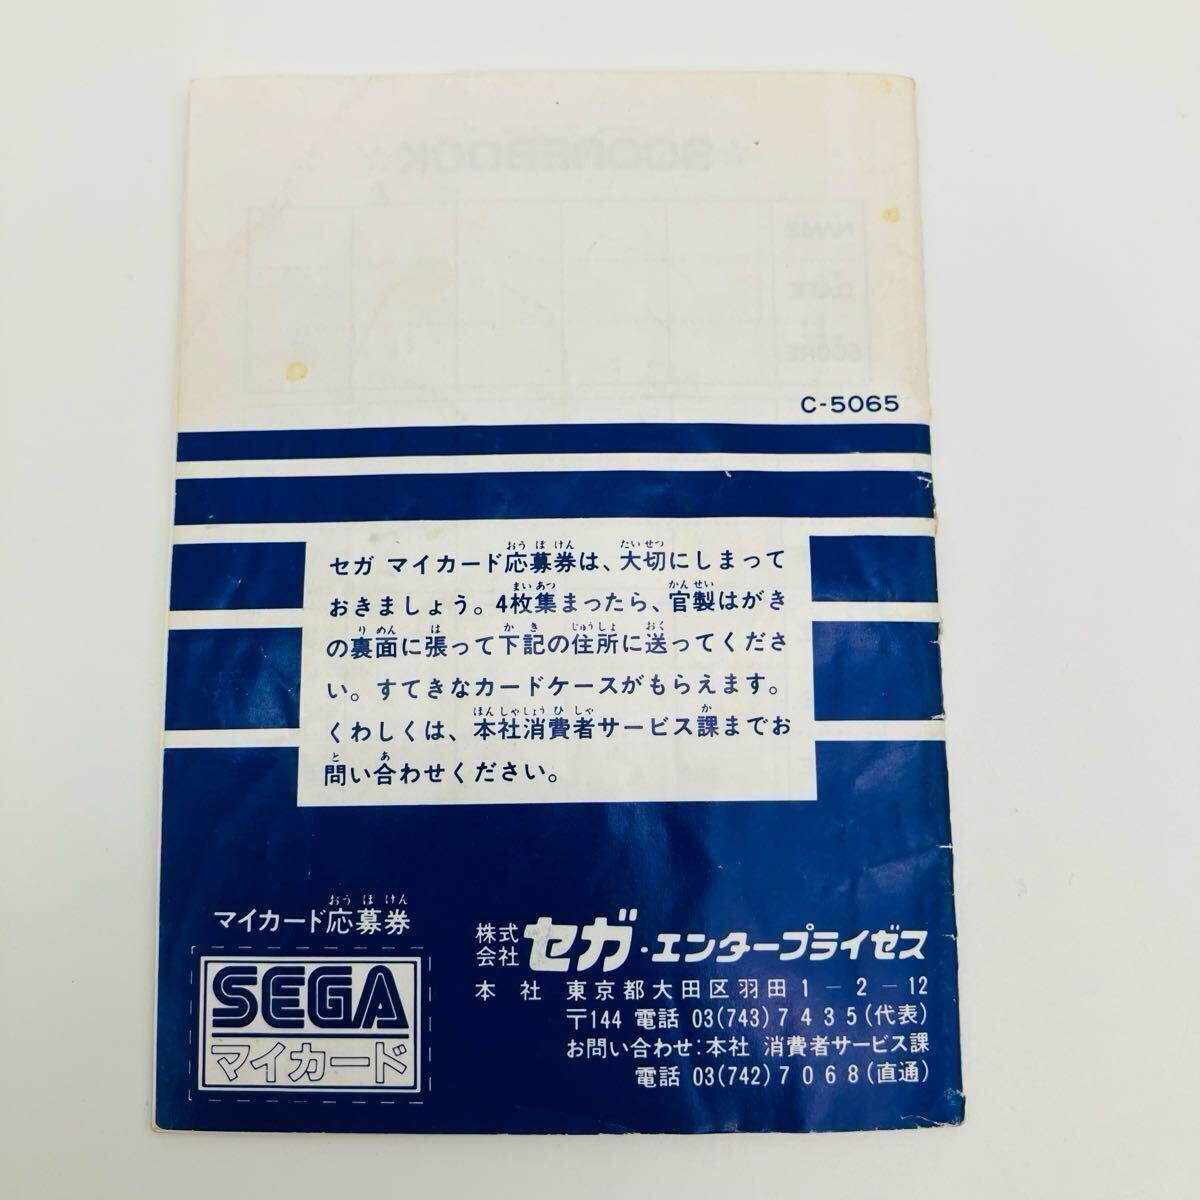 ★SCOREBOOK★
NAME
DATE
SCORE
C-5065
セガ マイカード応募券は、大切にしまって
おきましょう。4枚集まったら、官製はがき
の裏面に張って下記の住所に送ってくださ
い。すてきなカードケースがもらえます。
くわしくは、本社消費者サービス課までお
問い合わせください。
マイカード応募券
SEGA
マイカード
株式会社 セガ・エンタープライゼス
本社 東京都大田区羽田1-2-12
〒144 電話 03(743)7435(代表)
お問い合わせ:本社 消費者サービス課
電話 03(742)7068(直通)